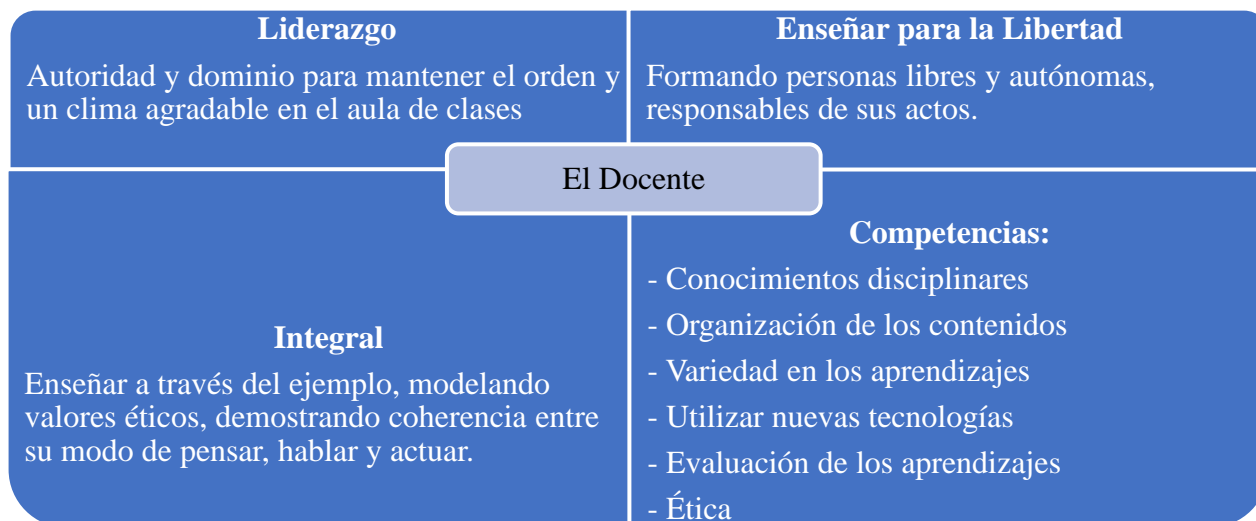 Liderazgo
Autoridad y dominio para mantener el orden y
un clima agradable en el aula de clases
Enseñar para la Libertad
Formando personas libres y autónomas,
responsables de sus actos.
El Docente
Integral
Enseñar a través del ejemplo, modelando
valores éticos, demostrando coherencia entre
su modo de pensar, hablar y actuar.
Competencias:
- Conocimientos disciplinares
- Organización de los contenidos
- Variedad en los aprendizajes
- Utilizar nuevas tecnologías
- Evaluación de los aprendizajes
- Ética